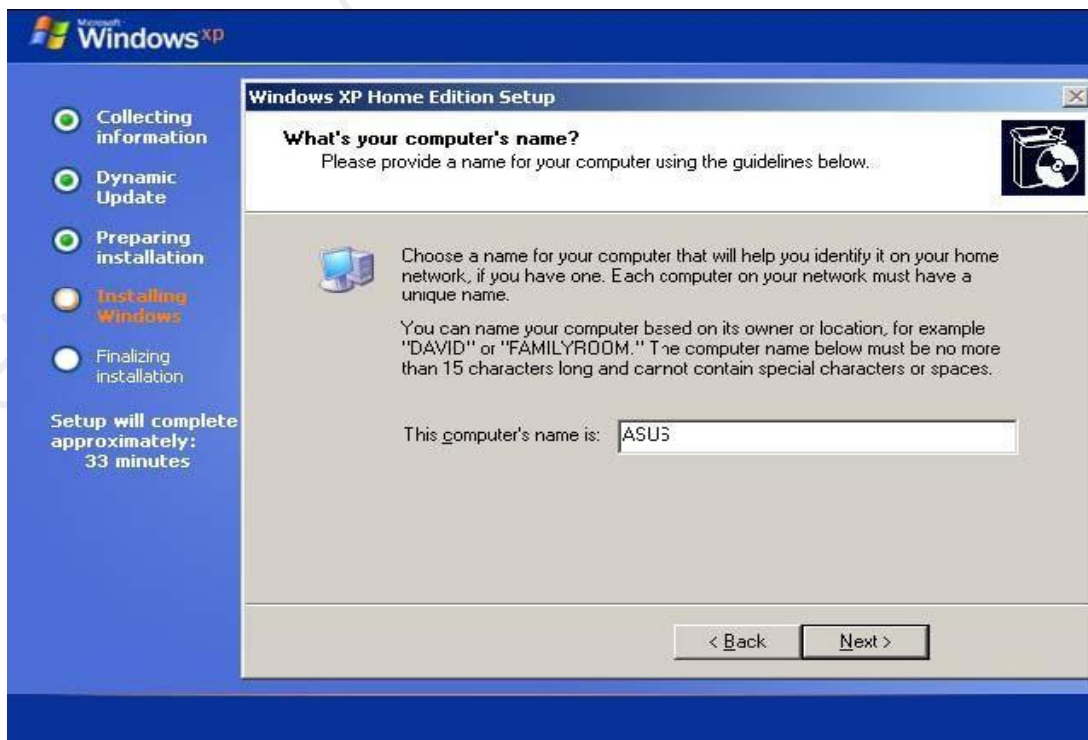 Microsoft
Windows xp
Collecting
information
Dynamic
Update
Preparing
installation
Installing
Windows
Finalizing
installation
Setup will complete
approximately:
33 minutes
Windows XP Home Edition Setup
What's your computer's name?
Please provide a name for your computer using the guidelines below.
Choose a name for your computer that will help you identify it on your home
network, if you have one. Each computer on your network must have a
unique name.
You can name your computer based on its owner or location, for example
"DAVID" or "FAMILYROOM." The computer name below must be no more
than 15 characters long and cannot contain special characters or spaces.
This computer's name is: ASUS
< Back Next >